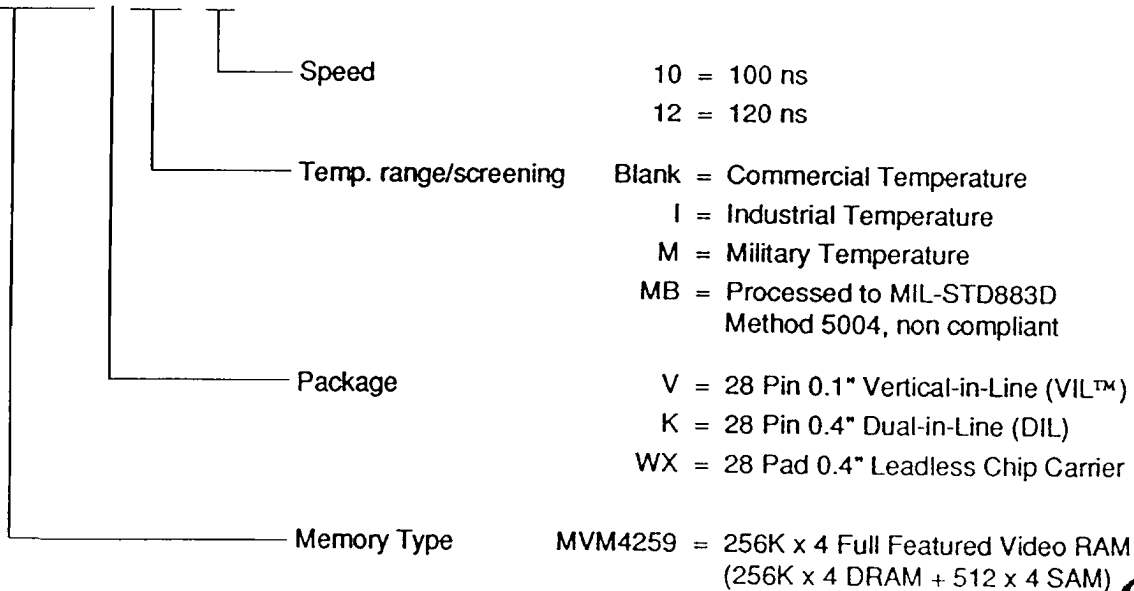 Speed 10 = 100 ns
12 = 120 ns
Temp. range/screening Blank = Commercial Temperature
I = Industrial Temperature
M = Military Temperature
MB = Processed to MIL-STD883D
Method 5004, non compliant
Package V = 28 Pin 0.1" Vertical-in-Line (VIL™)
K = 28 Pin 0.4" Dual-in-Line (DIL)
WX = 28 Pad 0.4" Leadless Chip Carrier
Memory Type MVM4259 = 256K x 4 Full Featured Video RAM
(256K x 4 DRAM + 512 x 4 SAM)